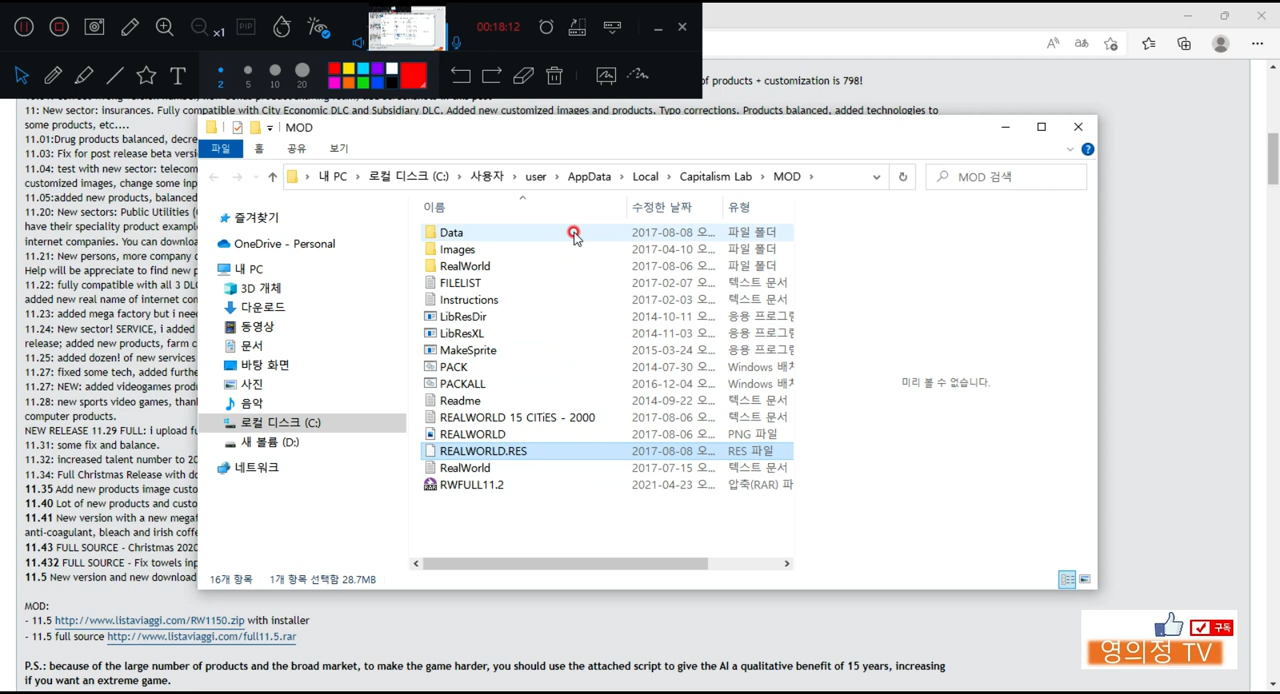 x1
PIP
00:18:12
2
5
10
20
T
aあ
of products + customization is 798!
11: New sector: insurances. Fully compatible with City Economic DLC and Subsidiary DLC. Added new customized images and products. Typo corrections. Products balanced, added technologies to
some products, etc....
11.01:Drug products balanced, decre
11.03: Fix for post release beta versi
11.04: test with new sector: telecom
customized images, change some inp
11.05:added new products, balanced
11.20: New sectors: Public Utilities (
have their speciality product example
internet companies. You can downloa
11.21: New persons, more company c
Help will be appreciate to find new p
11.22: fully compatible with all 3 DLC
added new real name of internet com
11.23: added mega factory but i nee
11.24: New sector! SERVICE, i added
release; added new products, farm c
11.25: added dozen! of new services
11.27: fixed some tech, added furthe
11.27: NEW: added videogames produ
11.28: new sports video games, thank
computer products.
NEW RELEASE 11.29 FULL: i upload fu
11.31: some fix and balance.
11.32: increased talent number to 20
11.34: Full Christmas Release with do
11.35 Add new products image custo
11.40 Lot of new products and custo
11.41 New version with a new megaf
anti-coagulant, bleach and irish coffe
11.43 FULL SOURCE - Christmas 2020
11.432 FULL SOURCE - Fix towels inp
11.5 New version and new download
MOD
파일 홈 공유 보기
내 PC 로컬 디스크 (C:) 사용자 user AppData Local Capitalism Lab MOD
MOD 검색
즐겨찾기
OneDrive - Personal
내 PC
3D 개체
다운로드
동영상
문서
바탕 화면
사진
음악
로컬 디스크 (C:)
새 볼륨 (D:)
네트워크
이름 수정한 날짜 유형
Data 2017-08-08 오... 파일 폴더
Images 2017-04-10 오... 파일 폴더
RealWorld 2017-08-06 오... 파일 폴더
FILELIST 2017-02-07 오... 텍스트 문서
Instructions 2017-02-03 오... 텍스트 문서
LibResDir 2014-10-11 오... 응용 프로그
LibResXL 2014-11-03 오... 응용 프로그
MakeSprite 2015-03-24 오... 응용 프로그
PACK 2014-07-30 오... Windows 배치
PACKALL 2016-12-04 오... Windows 배치
Readme 2014-09-22 오... 텍스트 문서
REALWORLD 15 CITiES - 2000 2017-08-06 오... 텍스트 문서
REALWORLD 2017-08-06 오... PNG 파일
REALWORLD.RES 2017-08-08 오... RES 파일
RealWorld 2017-07-15 오... 텍스트 문서
RWFULL11.2 2021-04-23 오... 압축(RAR) 파
미리 볼 수 없습니다.
16개 항목 1개 항목 선택함 28.7MB
MOD:
- 11.5 http://www.listaviaggi.com/RW1150.zip with installer
- 11.5 full source http://www.listaviaggi.com/full11.5.rar
P.S.: because of the large number of products and the broad market, to make the game harder, you should use the attached script to give the AI a qualitative benefit of 15 years, increasing
if you want an extreme game.
구독
영의정 TV